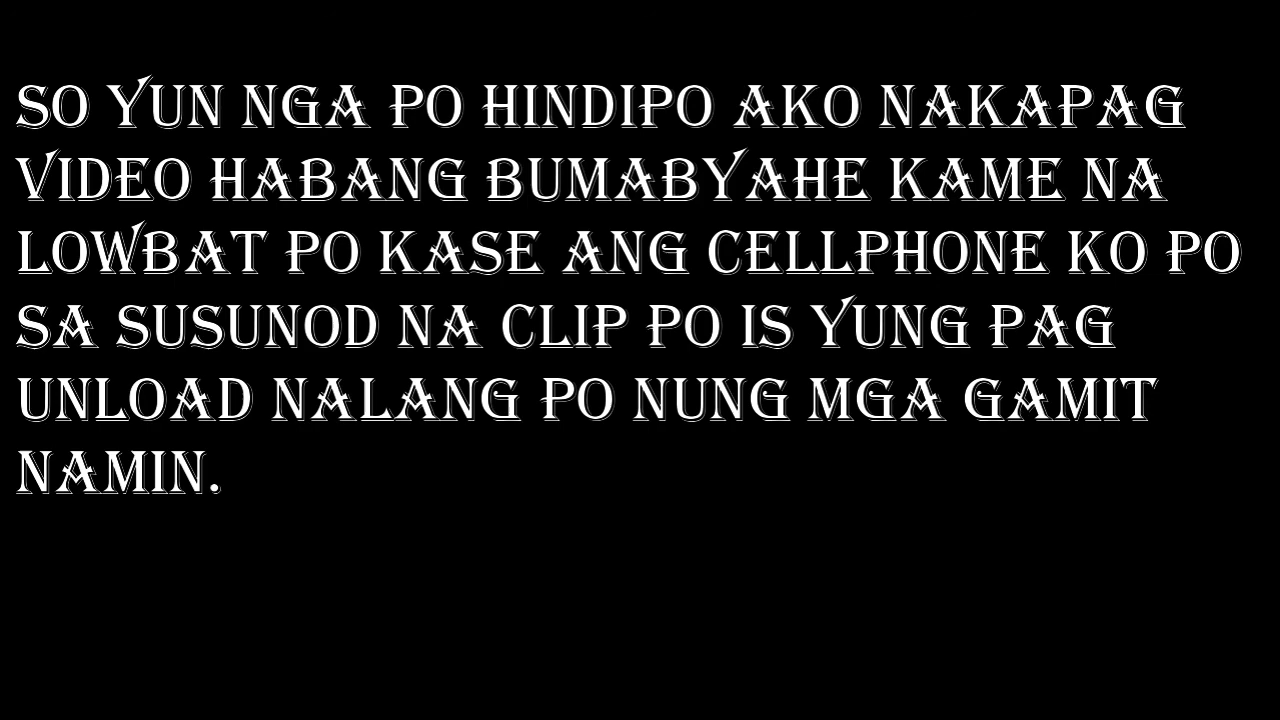 SO YUN NGA PO HINDIPO AKO NAKAPAG
VIDEO HABANG BUMABYAHE KAME NA
LOWBAT PO KASE ANG CELLPHONE KO PO
SA SUSUNOD NA CLIP PO IS YUNG PAG
UNLOAD NALANG PO NUNG MGA GAMIT
NAMIN.